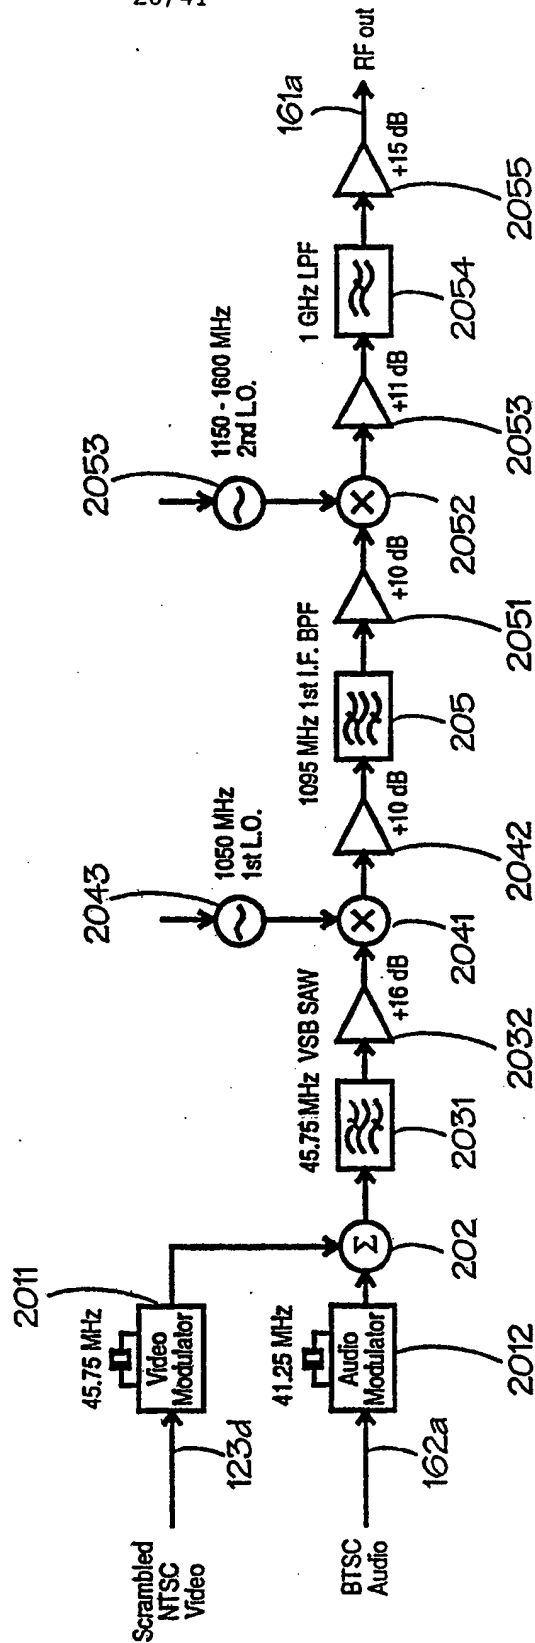 20/41
Scrambled
NTSC
Video
123d
45.75 MHz
Video
Modulator
2011
BTSC
Audio
162a
41.25 MHz
Audio
Modulator
2012
Σ
202
45.75 MHz VSB SAW
2031
+16 dB
2032
2043
1050 MHz
1st L.O.
2041
+10 dB
2042
1095 MHz 1st I.F. BPF
205
+10 dB
2051
2053
1150 - 1600 MHz
2nd L.O.
2052
+11 dB
2053
1 GHz LPF
2054
+15 dB
2055
161a
RF out